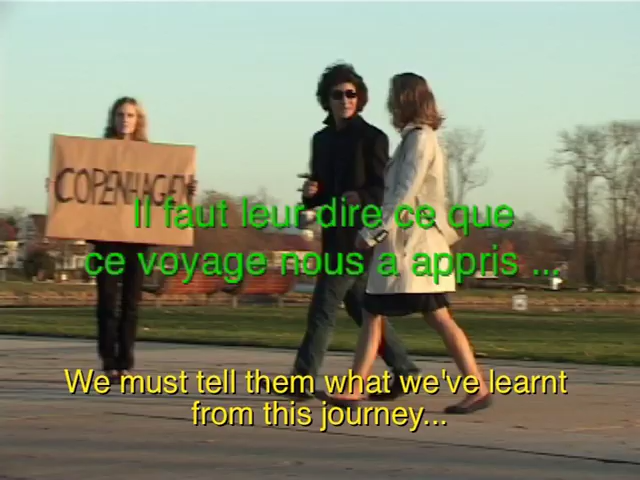 COPENHAGEN
Il faut leur dire ce que
ce voyage nous a appris ...
We must tell them what we've learnt
from this journey...